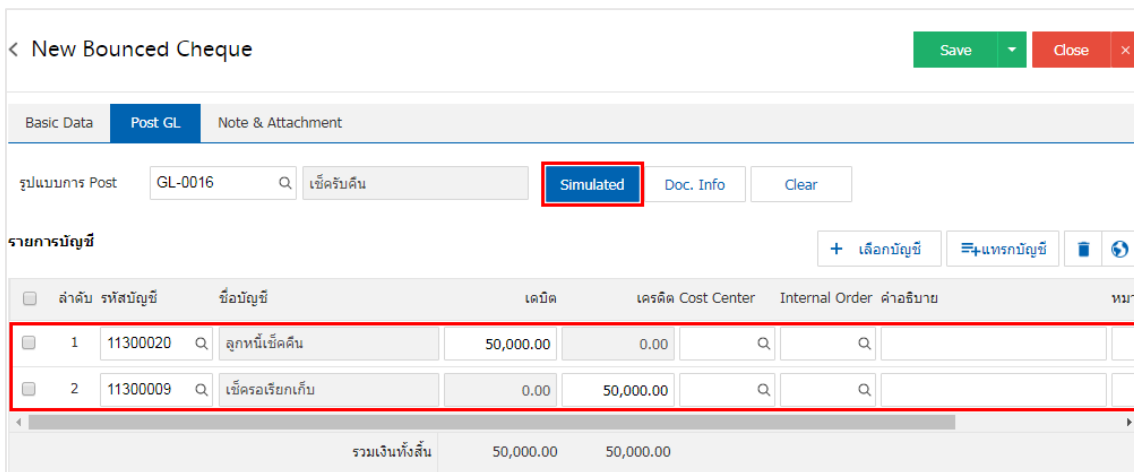 < New Bounced Cheque Save Close ×
Basic Data Post GL Note & Attachment
รูปแบบการ Post GL-0016 เช็ครับคืน Simulated Doc. Info Clear
รายการบัญชี + เลือกบัญชี แทรกบัญชี
ลำดับ รหัสบัญชี ชื่อบัญชี เดบิต เครดิต Cost Center Internal Order คำอธิบาย หมา
1 11300020 ลูกหนี้เช็คคืน 50,000.00 0.00
2 11300009 เช็ครอเรียกเก็บ 0.00 50,000.00
รวมเงินทั้งสิ้น 50,000.00 50,000.00